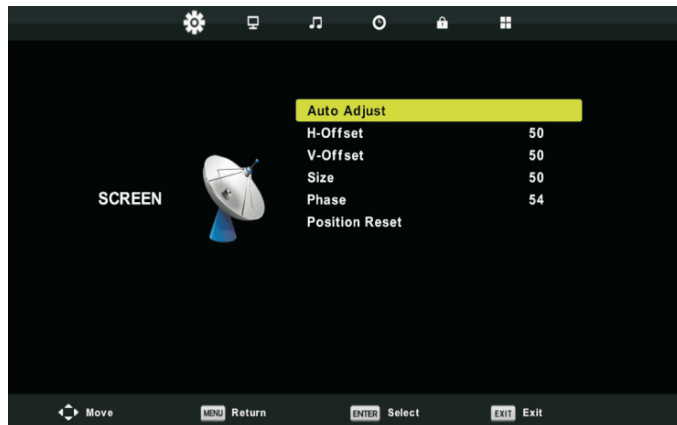 Auto Adjust
H-Offset 50
V-Offset 50
Size 50
SCREEN
Phase 54
Position Reset
Move MENU Return ENTER Select EXIT Exit